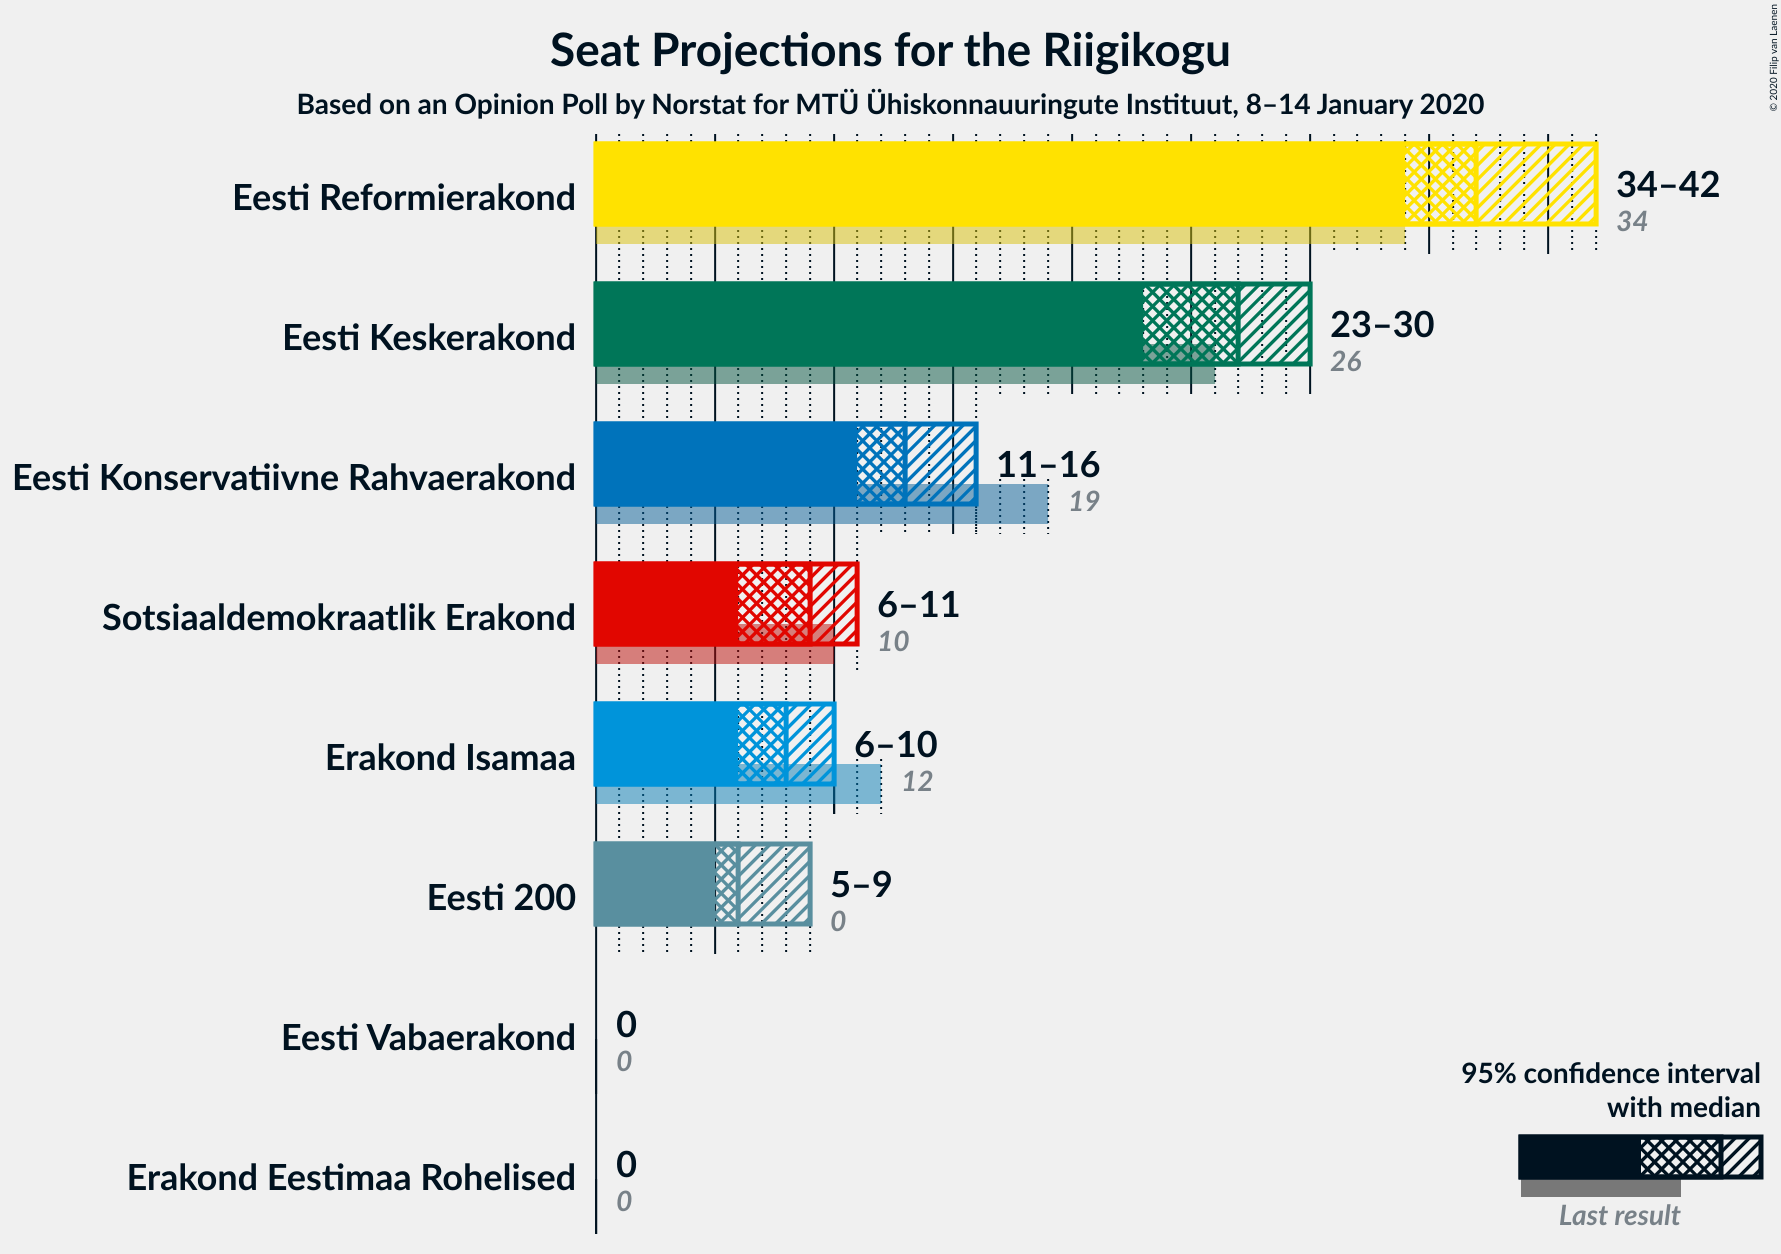 Seat Projections for the Riigikogu
Based on an Opinion Poll by Norstat for MTÜ Ühiskonnauuringute Instituut, 8–14 January 2020
© 2020 Filip van Laenen
Eesti Reformierakond
34–42
34
Eesti Keskerakond
23–30
26
Eesti Konservatiivne Rahvaerakond
11–16
19
Sotsiaaldemokraatlik Erakond
6–11
10
Erakond Isamaa
6–10
12
Eesti 200
5–9
0
Eesti Vabaerakond
0
0
Erakond Eestimaa Rohelised
0
0
95% confidence interval
with median
Last result